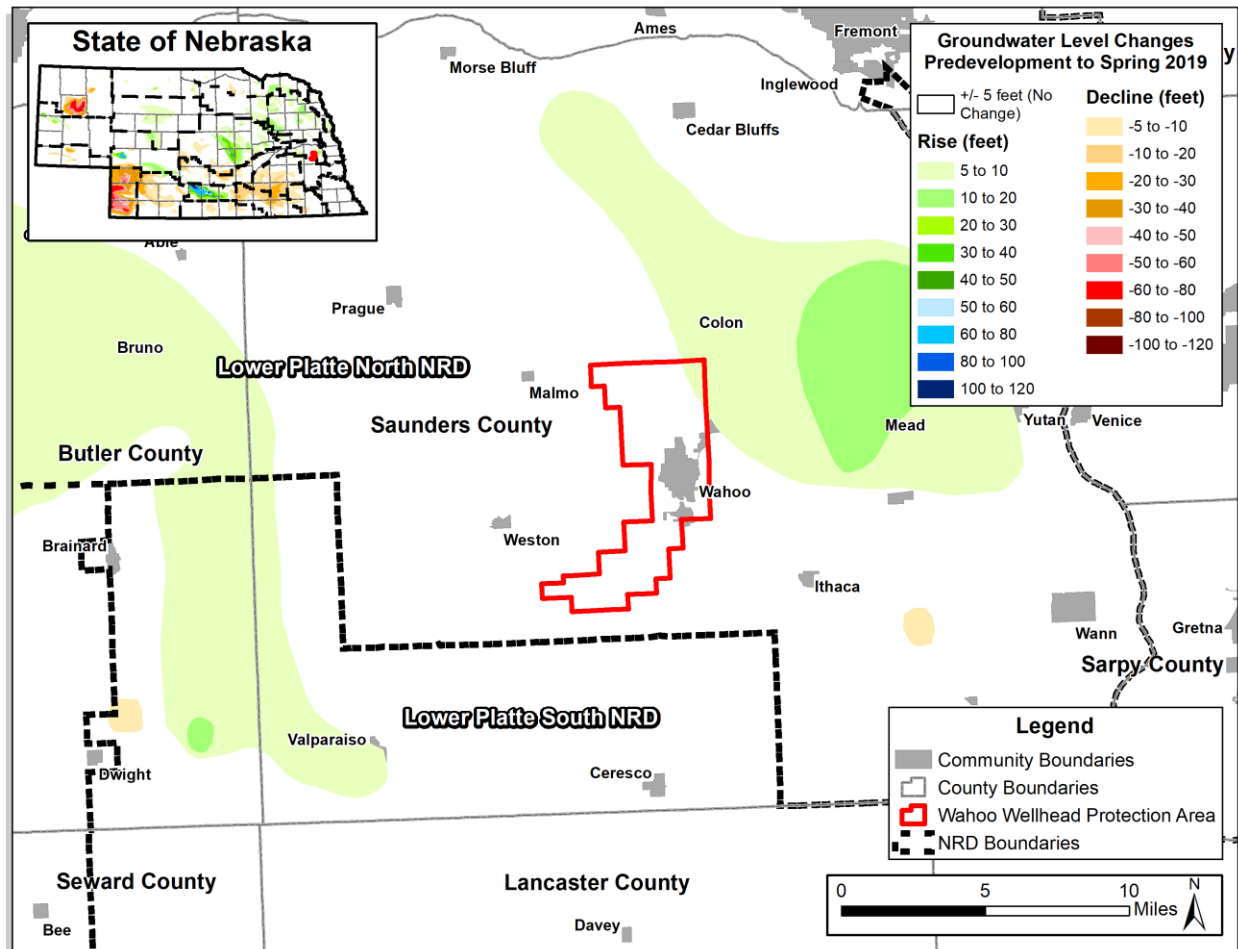 State of Nebraska
Ames
Fremont
Morse Bluff
Inglewood
Cedar Bluffs
Groundwater Level Changes
Predevelopment to Spring 2019
+/- 5 feet (No
Change)
Rise (feet)
5 to 10
10 to 20
20 to 30
30 to 40
40 to 50
50 to 60
60 to 80
80 to 100
100 to 120
Decline (feet)
-5 to -10
-10 to -20
-20 to -30
-30 to -40
-40 to -50
-50 to -60
-60 to -80
-80 to -100
-100 to -120
y
Able
Prague
Colon
Bruno
Lower Platte North NRD
Malmo
Saunders County
Mead
Yutan
Venice
Butler County
Wahoo
Weston
Brainard
Ithaca
Wann
Gretna
Sarpy County
Lower Platte South NRD
Valparaiso
Dwight
Ceresco
Legend
Community Boundaries
County Boundaries
Wahoo Wellhead Protection Area
NRD Boundaries
Seward County
Lancaster County
Bee
Davey
0
5
10
Miles
N